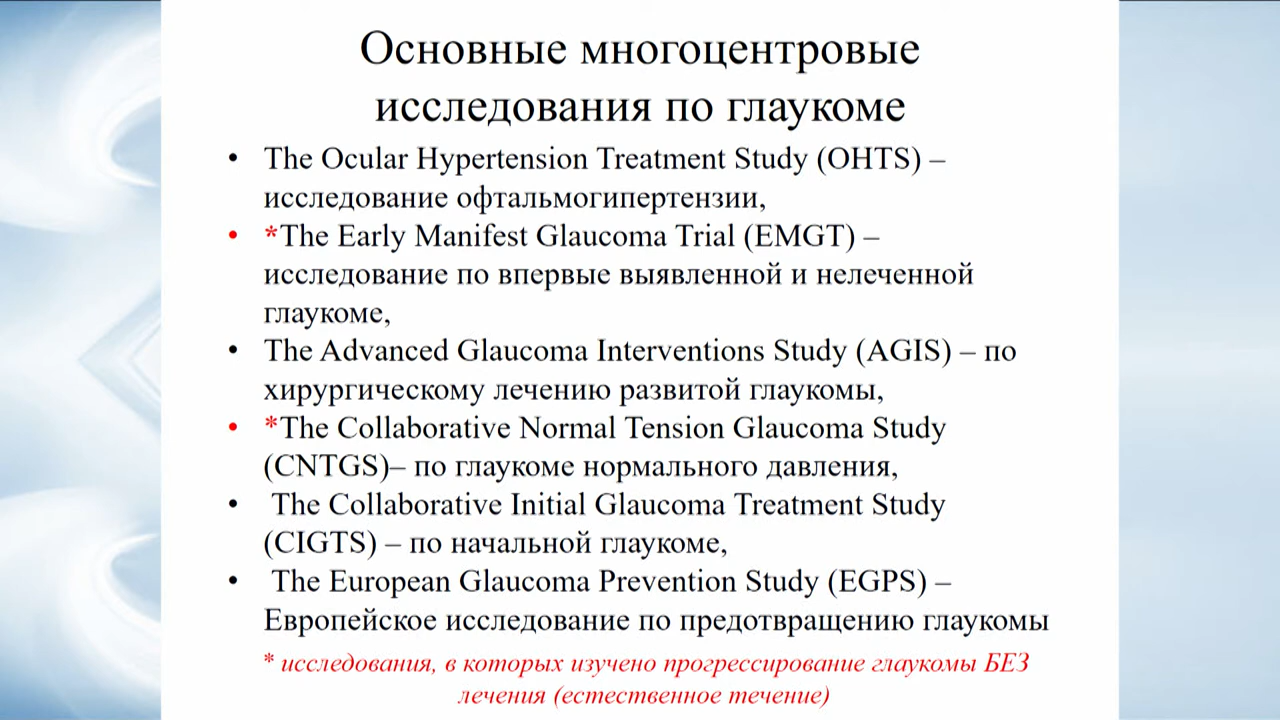 Основные многоцентровые
исследования по глаукоме
• The Ocular Hypertension Treatment Study (OHTS) –
исследование офтальмогипертензии,
• *The Early Manifest Glaucoma Trial (EMGT) –
исследование по впервые выявленной и нелеченной
глаукоме,
• The Advanced Glaucoma Interventions Study (AGIS) – по
хирургическому лечению развитой глаукомы,
• *The Collaborative Normal Tension Glaucoma Study
(CNTGS)– по глаукоме нормального давления,
• The Collaborative Initial Glaucoma Treatment Study
(CIGTS) – по начальной глаукоме,
• The European Glaucoma Prevention Study (EGPS) –
Европейское исследование по предотвращению глаукомы
* исследования, в которых изучено прогрессирование глаукомы БЕЗ
лечения (естественное течение)